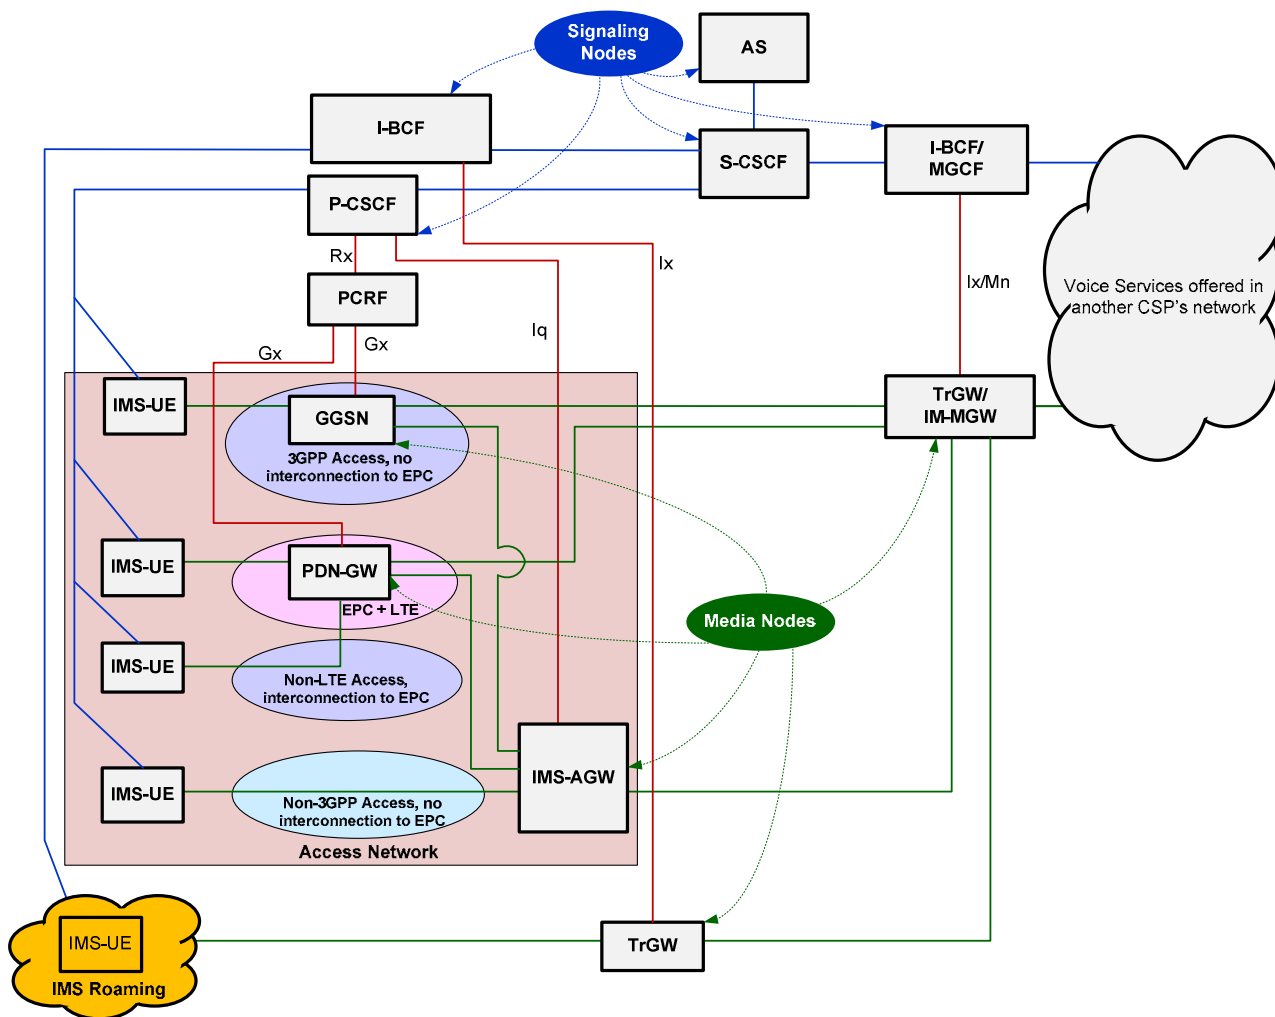 Signaling
Nodes
AS
I-BCF
S-CSCF
I-BCF/
MGCF
P-CSCF
Rx
Ix
PCRF
Ix/Mn
Voice Services offered in
another CSP's network
Iq
Gx
Gx
IMS-UE
GGSN
TrGW/
IM-MGW
3GPP Access, no
interconnection to EPC
IMS-UE
PDN-GW
EPC + LTE
Media Nodes
IMS-UE
Non-LTE Access,
interconnection to EPC
IMS-AGW
IMS-UE
Non-3GPP Access, no
interconnection to EPC
Access Network
IMS-UE
TrGW
IMS Roaming